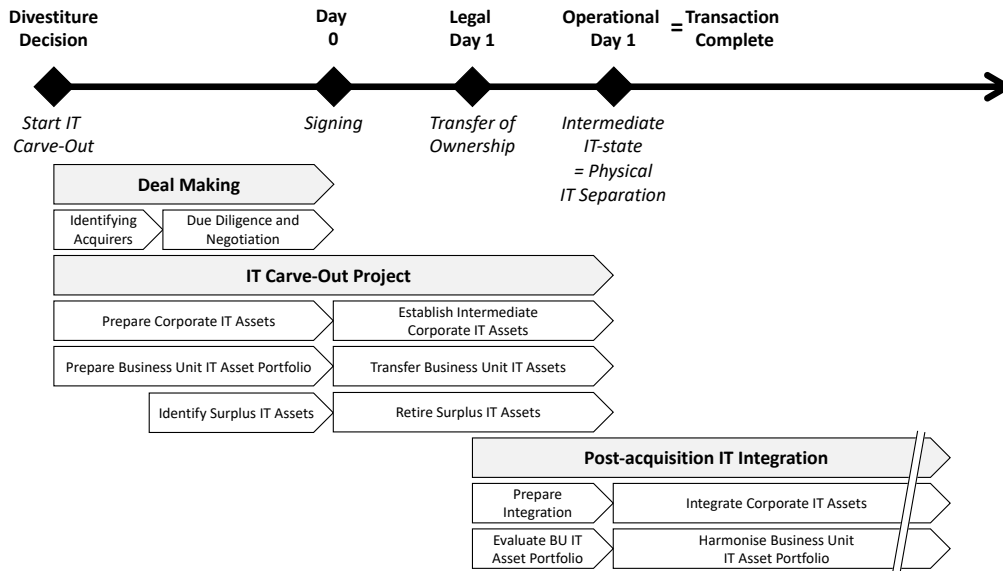 Divestiture
Decision
Day
0
Legal
Day 1
Operational
Day 1
= Transaction
Complete
Start IT
Carve-Out
Signing
Transfer of
Ownership
Intermediate
IT-state
= Physical
IT Separation
Deal Making
Identifying
Acquirers
Due Diligence and
Negotiation
IT Carve-Out Project
Prepare Corporate IT Assets
Establish Intermediate
Corporate IT Assets
Prepare Business Unit IT Asset Portfolio
Transfer Business Unit IT Assets
Identify Surplus IT Assets
Retire Surplus IT Assets
Post-acquisition IT Integration
Prepare
Integration
Integrate Corporate IT Assets
Evaluate BU IT
Asset Portfolio
Harmonise Business Unit
IT Asset Portfolio